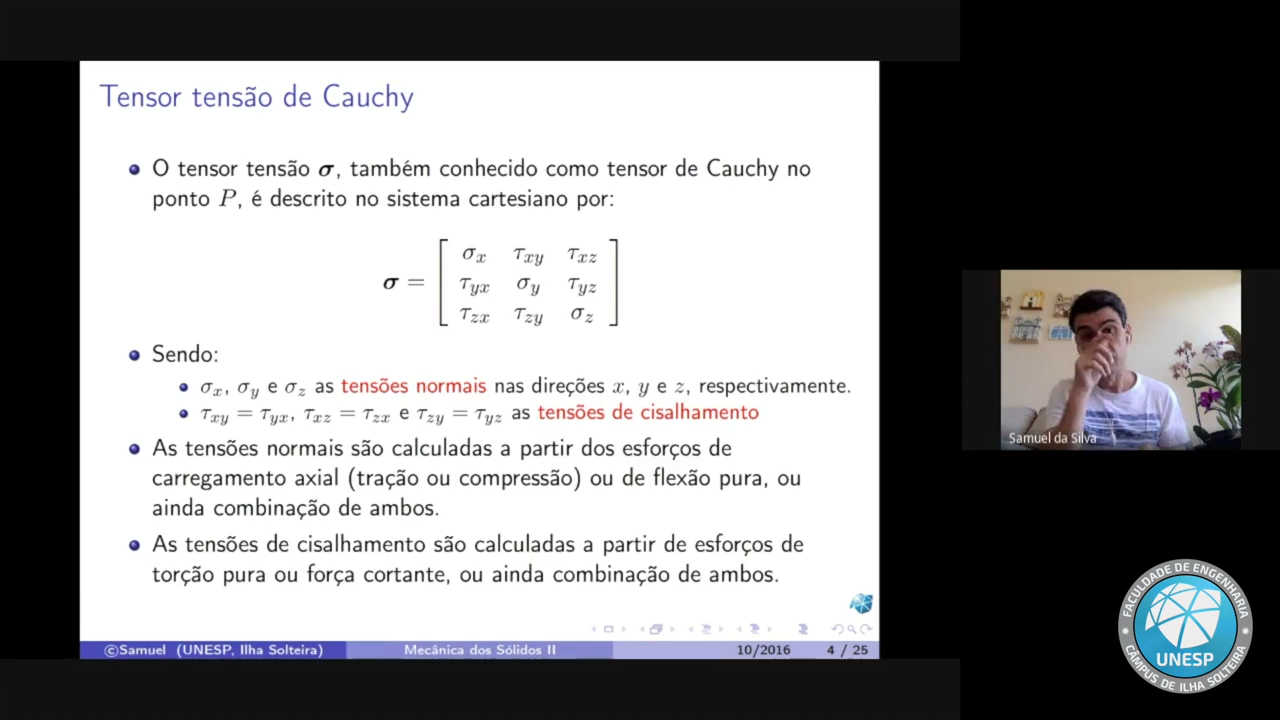 Tensor tensão de Cauchy
O tensor tensão σ, também conhecido como tensor de Cauchy no
ponto P, é descrito no sistema cartesiano por:
σ = [ σx τxy τxz
τyx σy τyz
τzx τzy σz ]
Sendo:
σx, σy e σz as tensões normais nas direções x, y e z, respectivamente.
τxy = τyx, τxz = τzx e τzy = τyz as tensões de cisalhamento
As tensões normais são calculadas a partir dos esforços de
carregamento axial (tração ou compressão) ou de flexão pura, ou
ainda combinação de ambos.
As tensões de cisalhamento são calculadas a partir de esforços de
torção pura ou força cortante, ou ainda combinação de ambos.
©Samuel (UNESP, Ilha Solteira) Mecânica dos Sólidos II 10/2016 4 / 25
Samuel da Silva
FACULDADE DE ENGENHARIA
UNESP
CÂMPUS DE ILHA SOLTEIRA